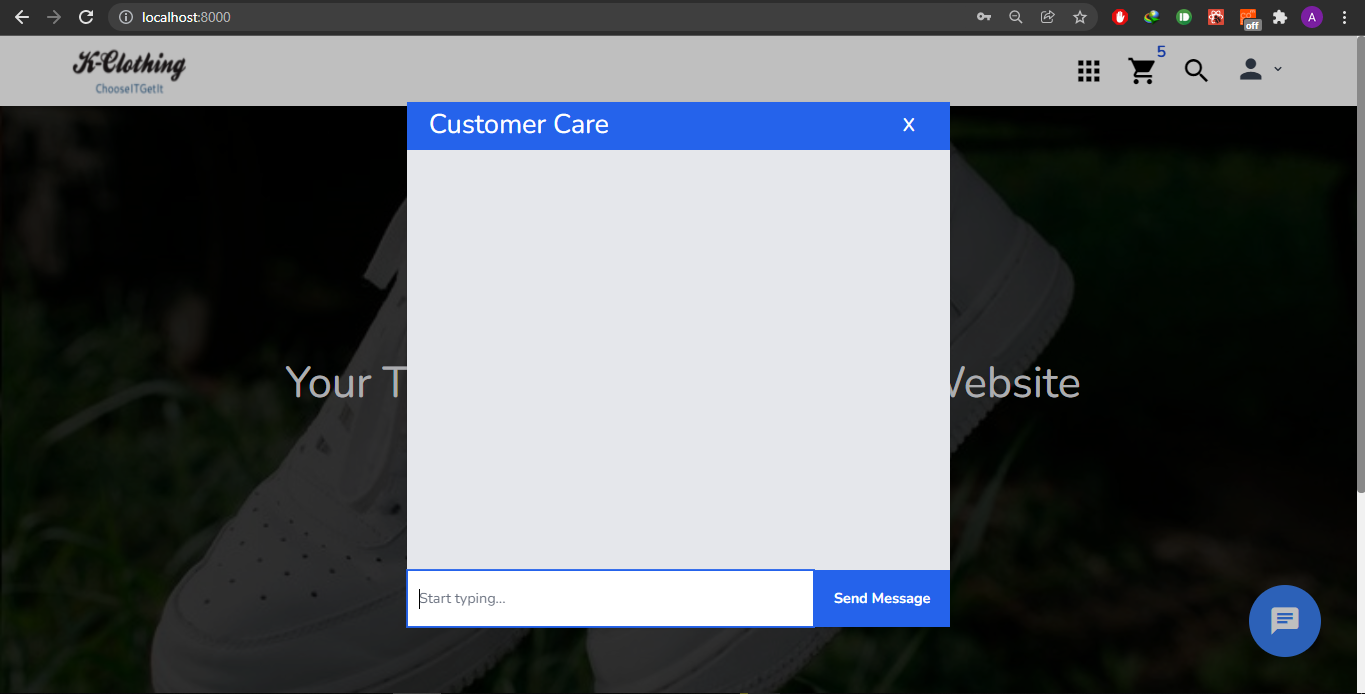 localhost:8000
off
A
K-Clothing
ChooseITGetIt
5
Customer Care
X
Your T
Website
Start typing...
Send Message